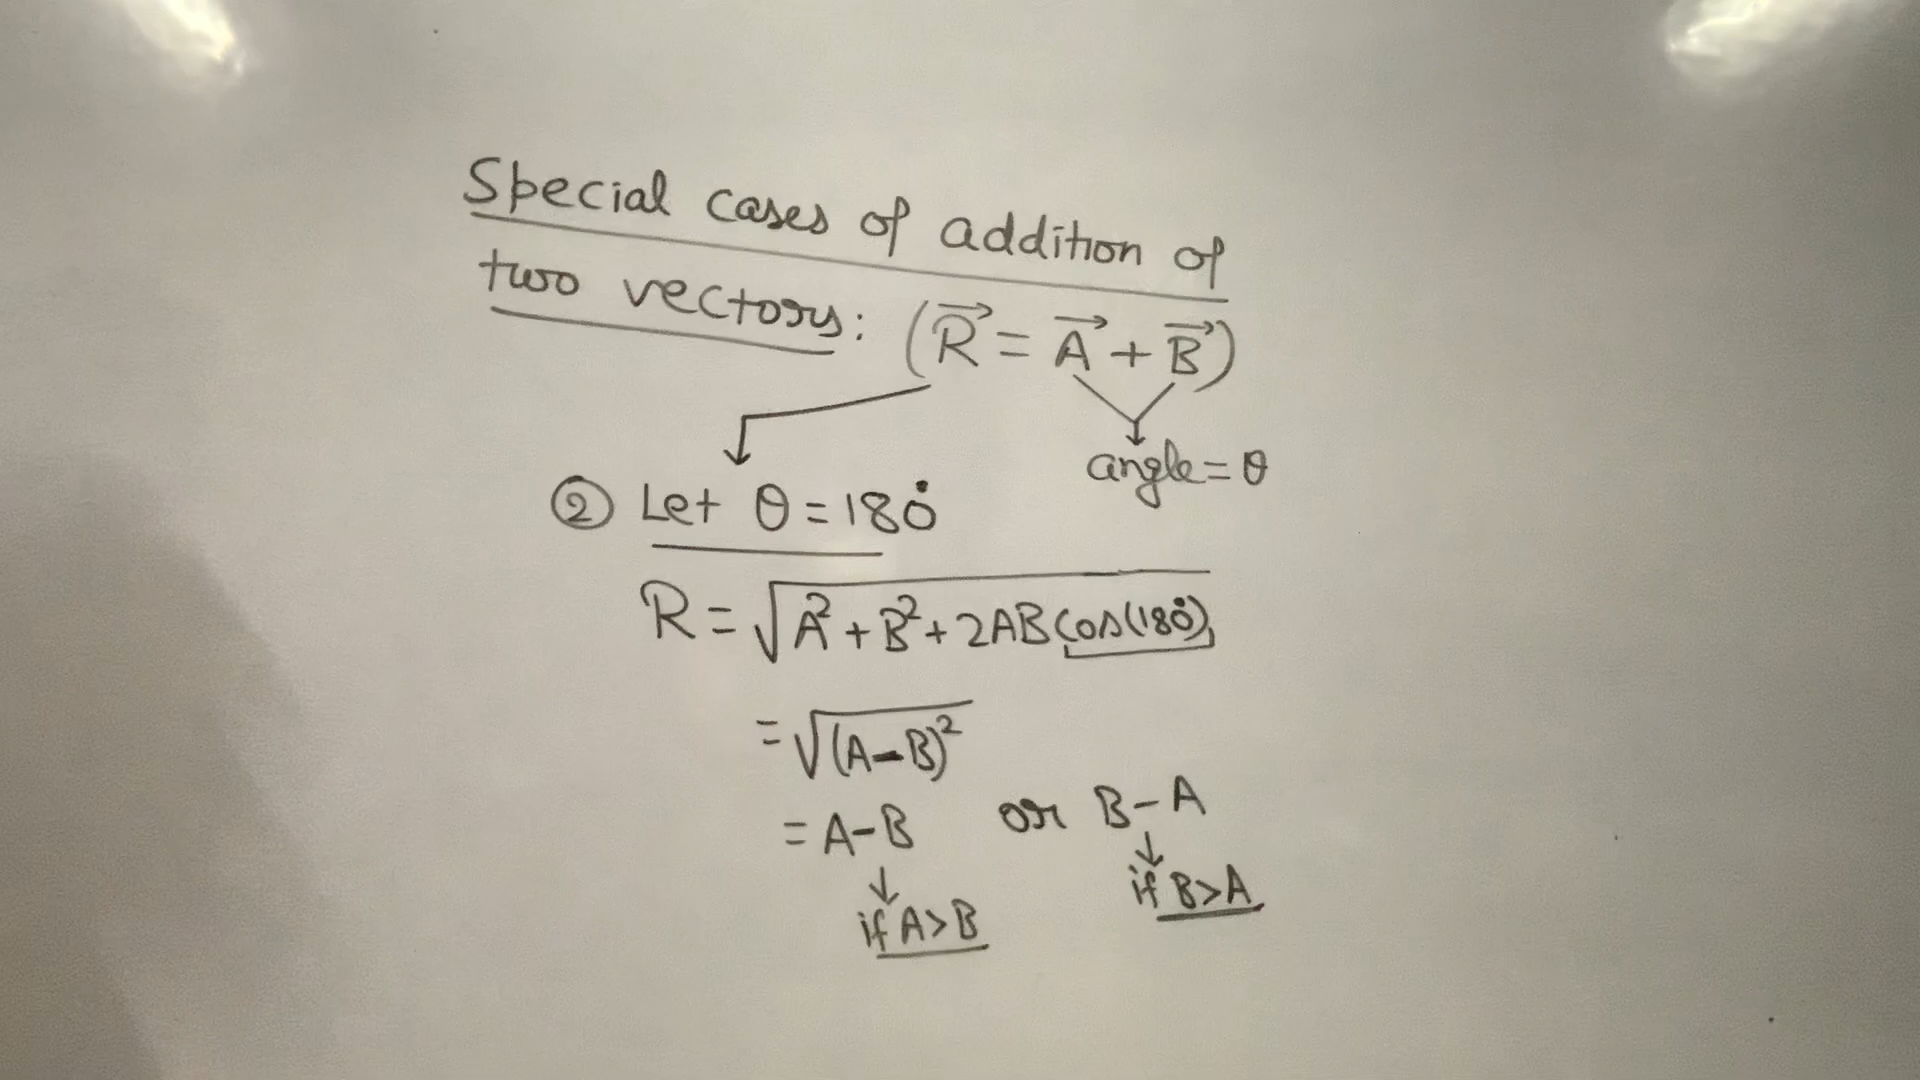 Special cases of addition of
two vectors: (R⃗ = A⃗ + B⃗)
angle = θ
② Let θ = 180°
R = √(A² + B² + 2AB cos(180°))
= √(A-B)²
= A-B or B-A
↓ ↓
if A>B if B>A